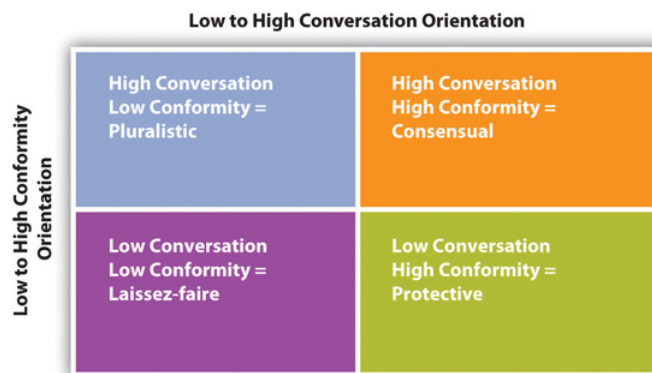 Low to High Conversation Orientation
Low to High Conformity
Orientation
High Conversation
Low Conformity =
Pluralistic
High Conversation
High Conformity =
Consensual
Low Conversation
Low Conformity =
Laissez-faire
Low Conversation
High Conformity =
Protective